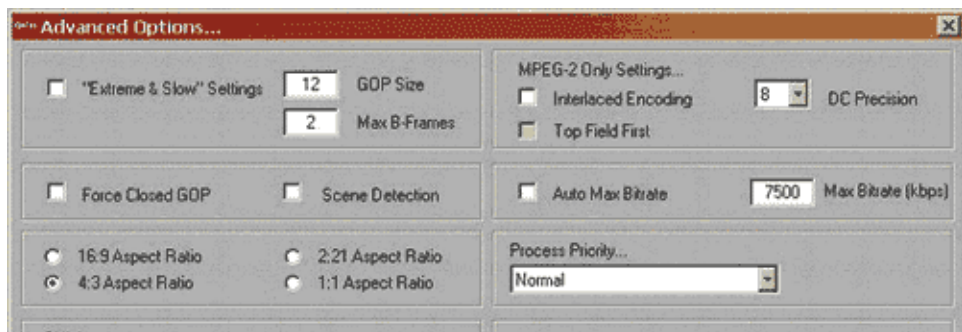 Advanced Options...
"Extreme & Slow" Settings
12
GOP Size
2
Max B-Frames
MPEG-2 Only Settings...
Interlaced Encoding
8
DC Precision
Top Field First
Force Closed GOP
Scene Detection
Auto Max Bitrate
7500
Max Bitrate (kbps)
16:9 Aspect Ratio
2:21 Aspect Ratio
4:3 Aspect Ratio
1:1 Aspect Ratio
Process Priority...
Normal